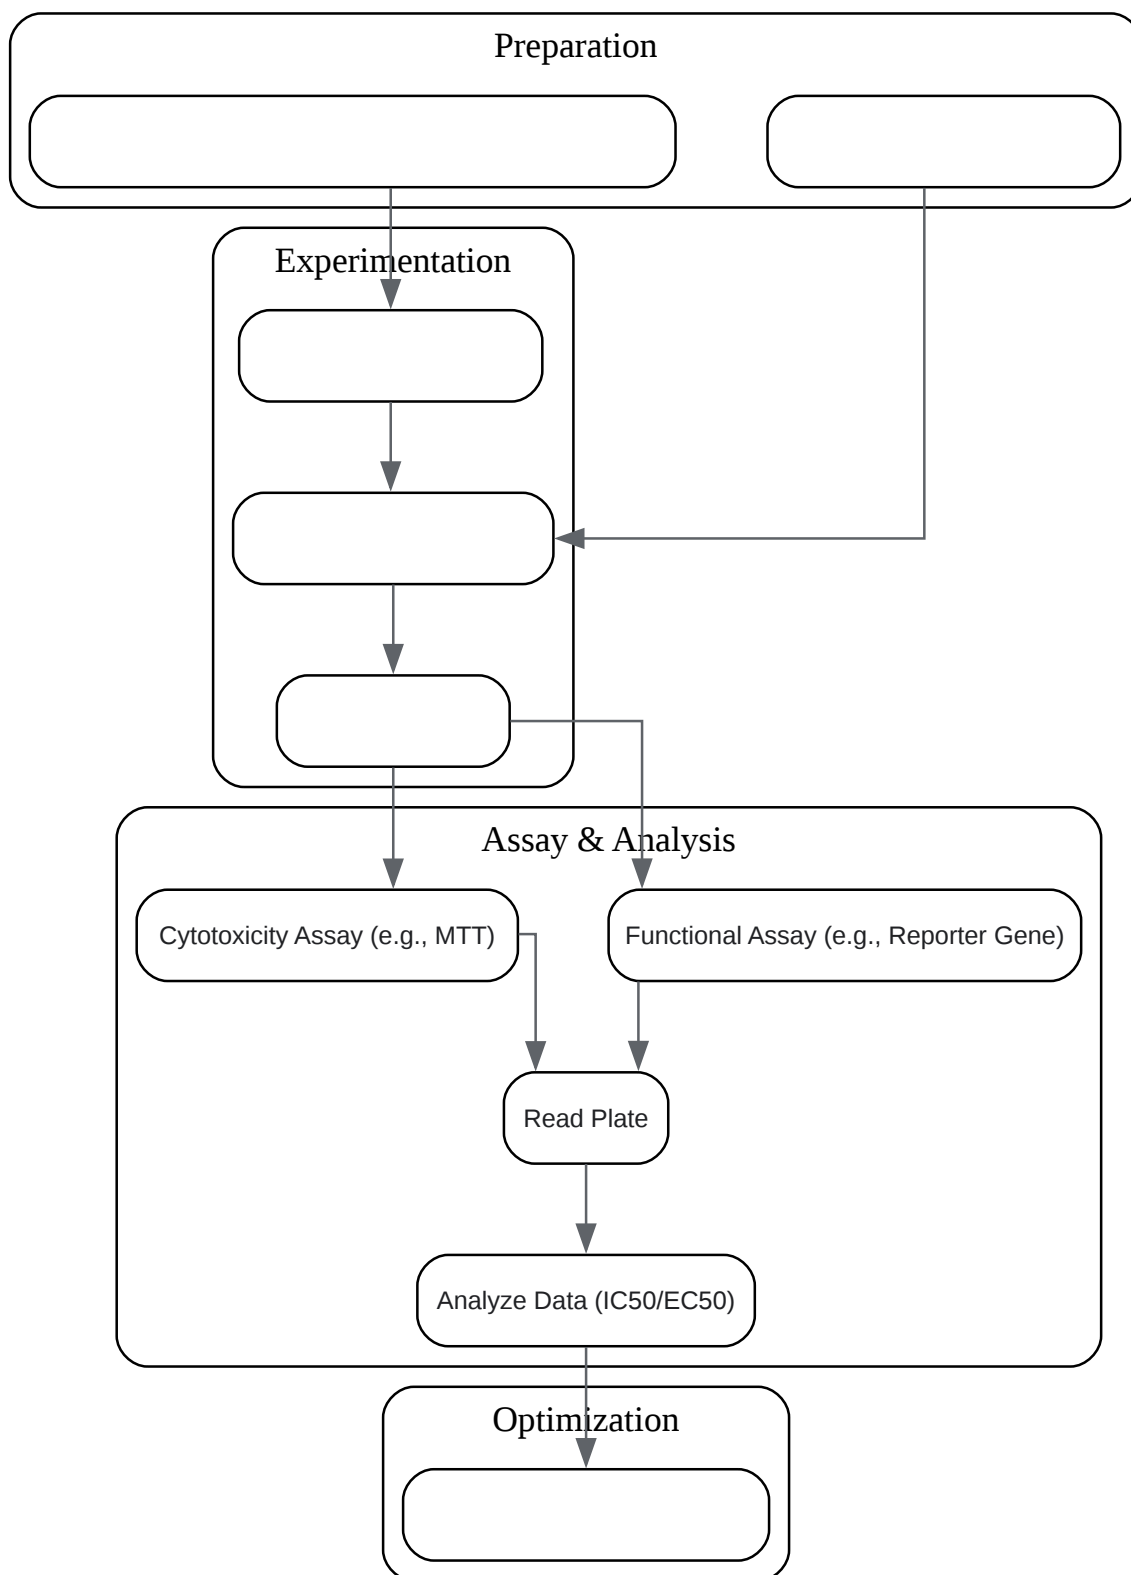 Preparation
Experimentation
Assay & Analysis
Cytotoxicity Assay (e.g., MTT)
Functional Assay (e.g., Reporter Gene)
Read Plate
Analyze Data (IC50/EC50)
Optimization